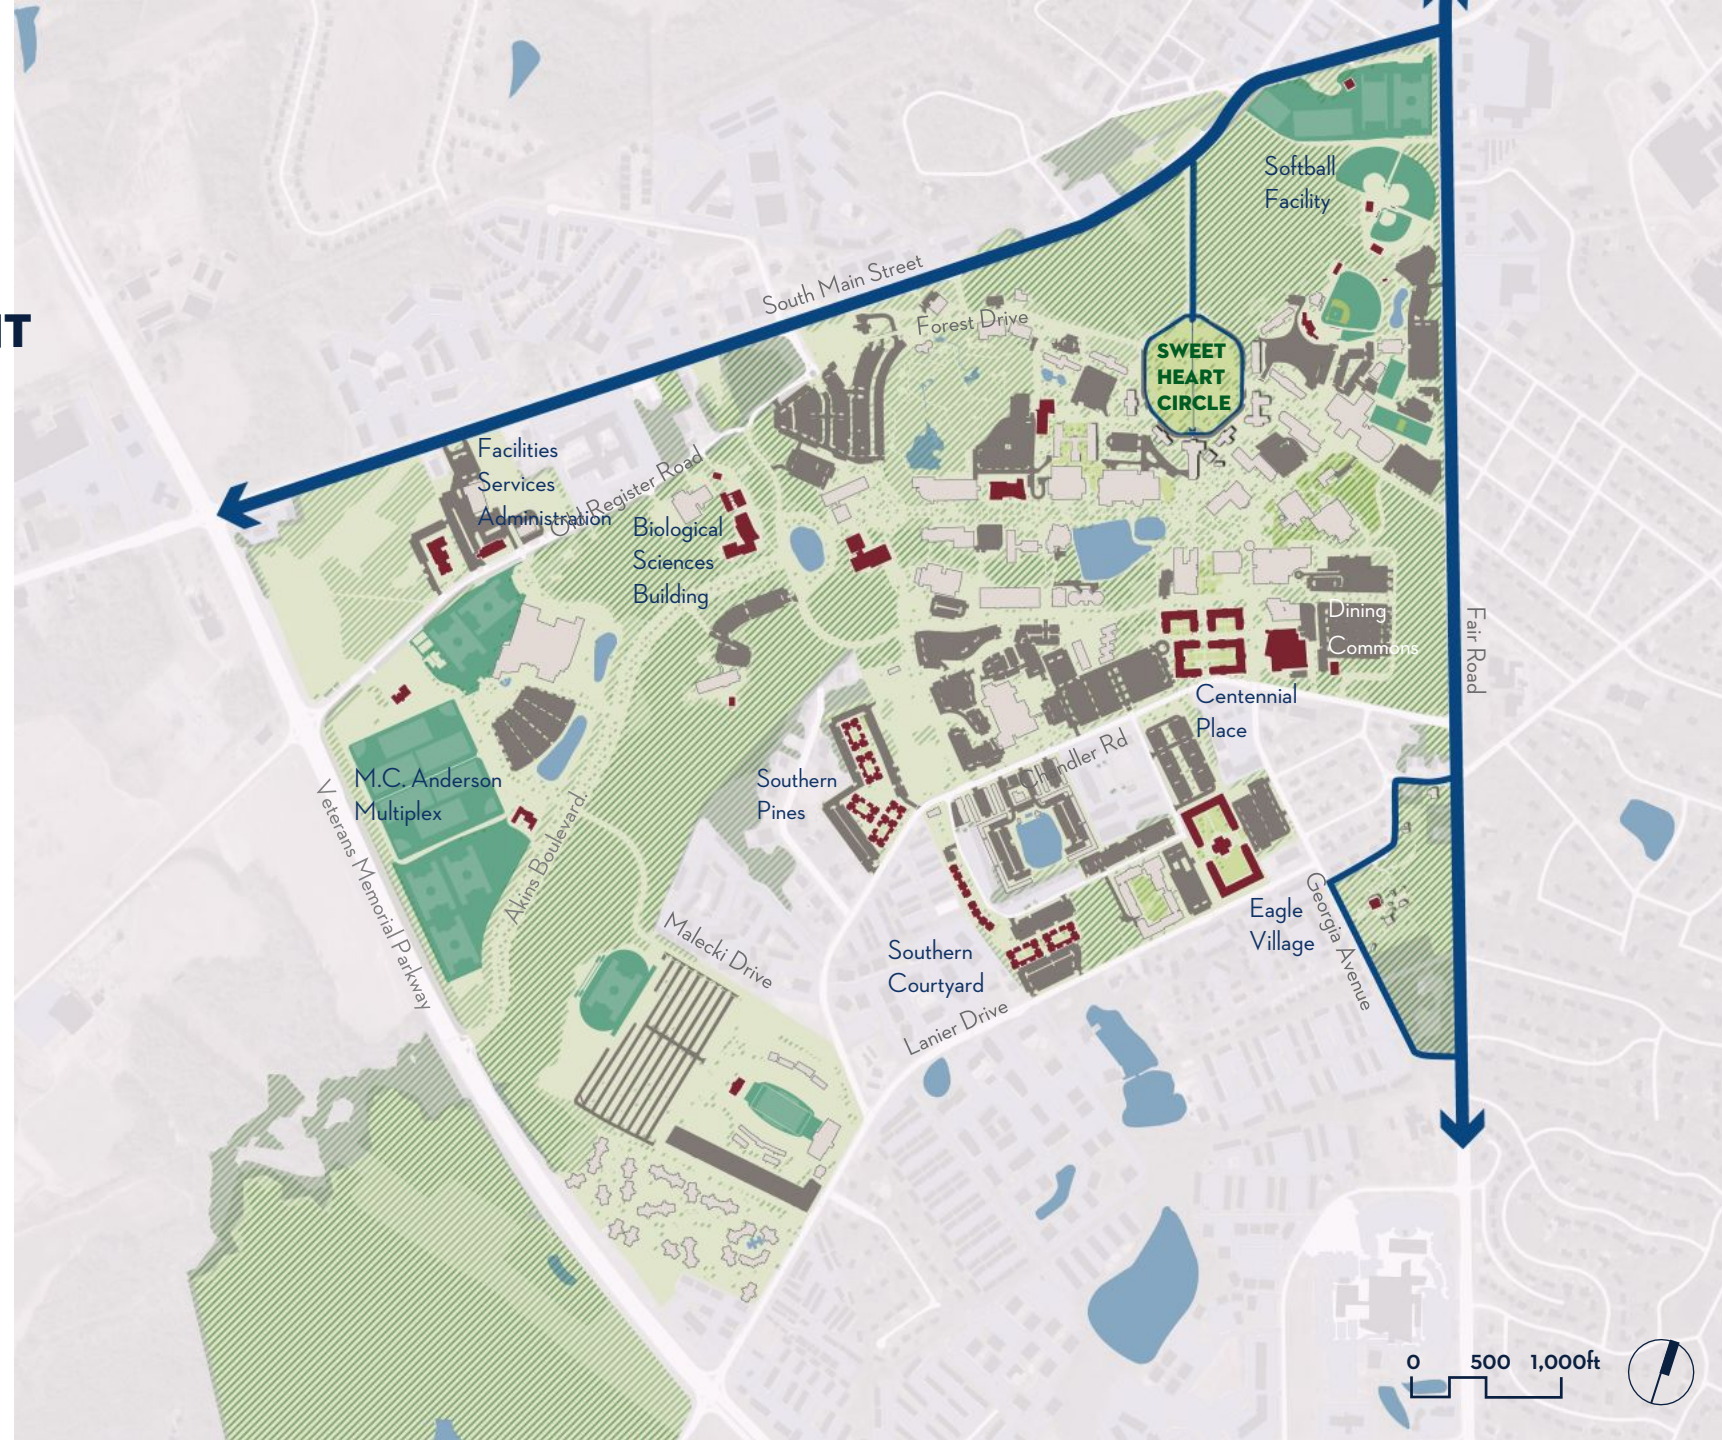 Softball
Facility
South Main Street
Forest Drive
IT
SWEET
HEART
CIRCLE
Facilities
Services
Administration
Old Register Road
Biological
Sciences
Building
Dining
Commons
Fair Road
Centennial
Place
Chandler Rd
M.C. Anderson
Multiplex
Southern
Pines
Veterans Memorial Parkway
Akins Boulevard.
Malecki Drive
Georgia Avenue
Eagle
Village
Southern
Courtyard
Lanier Drive
0 500 1,000ft